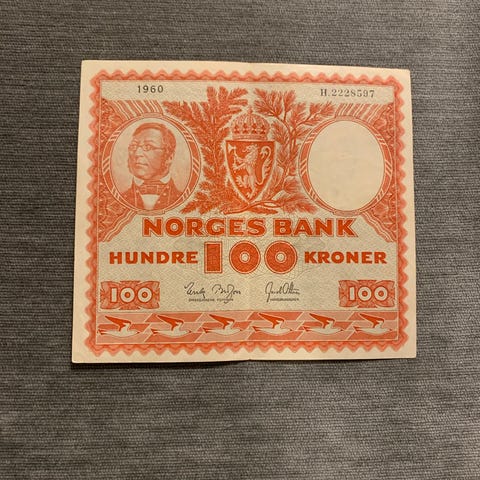 1960 H.2228597
NORGES BANK
HUNDRE 100 KRONER
100 100